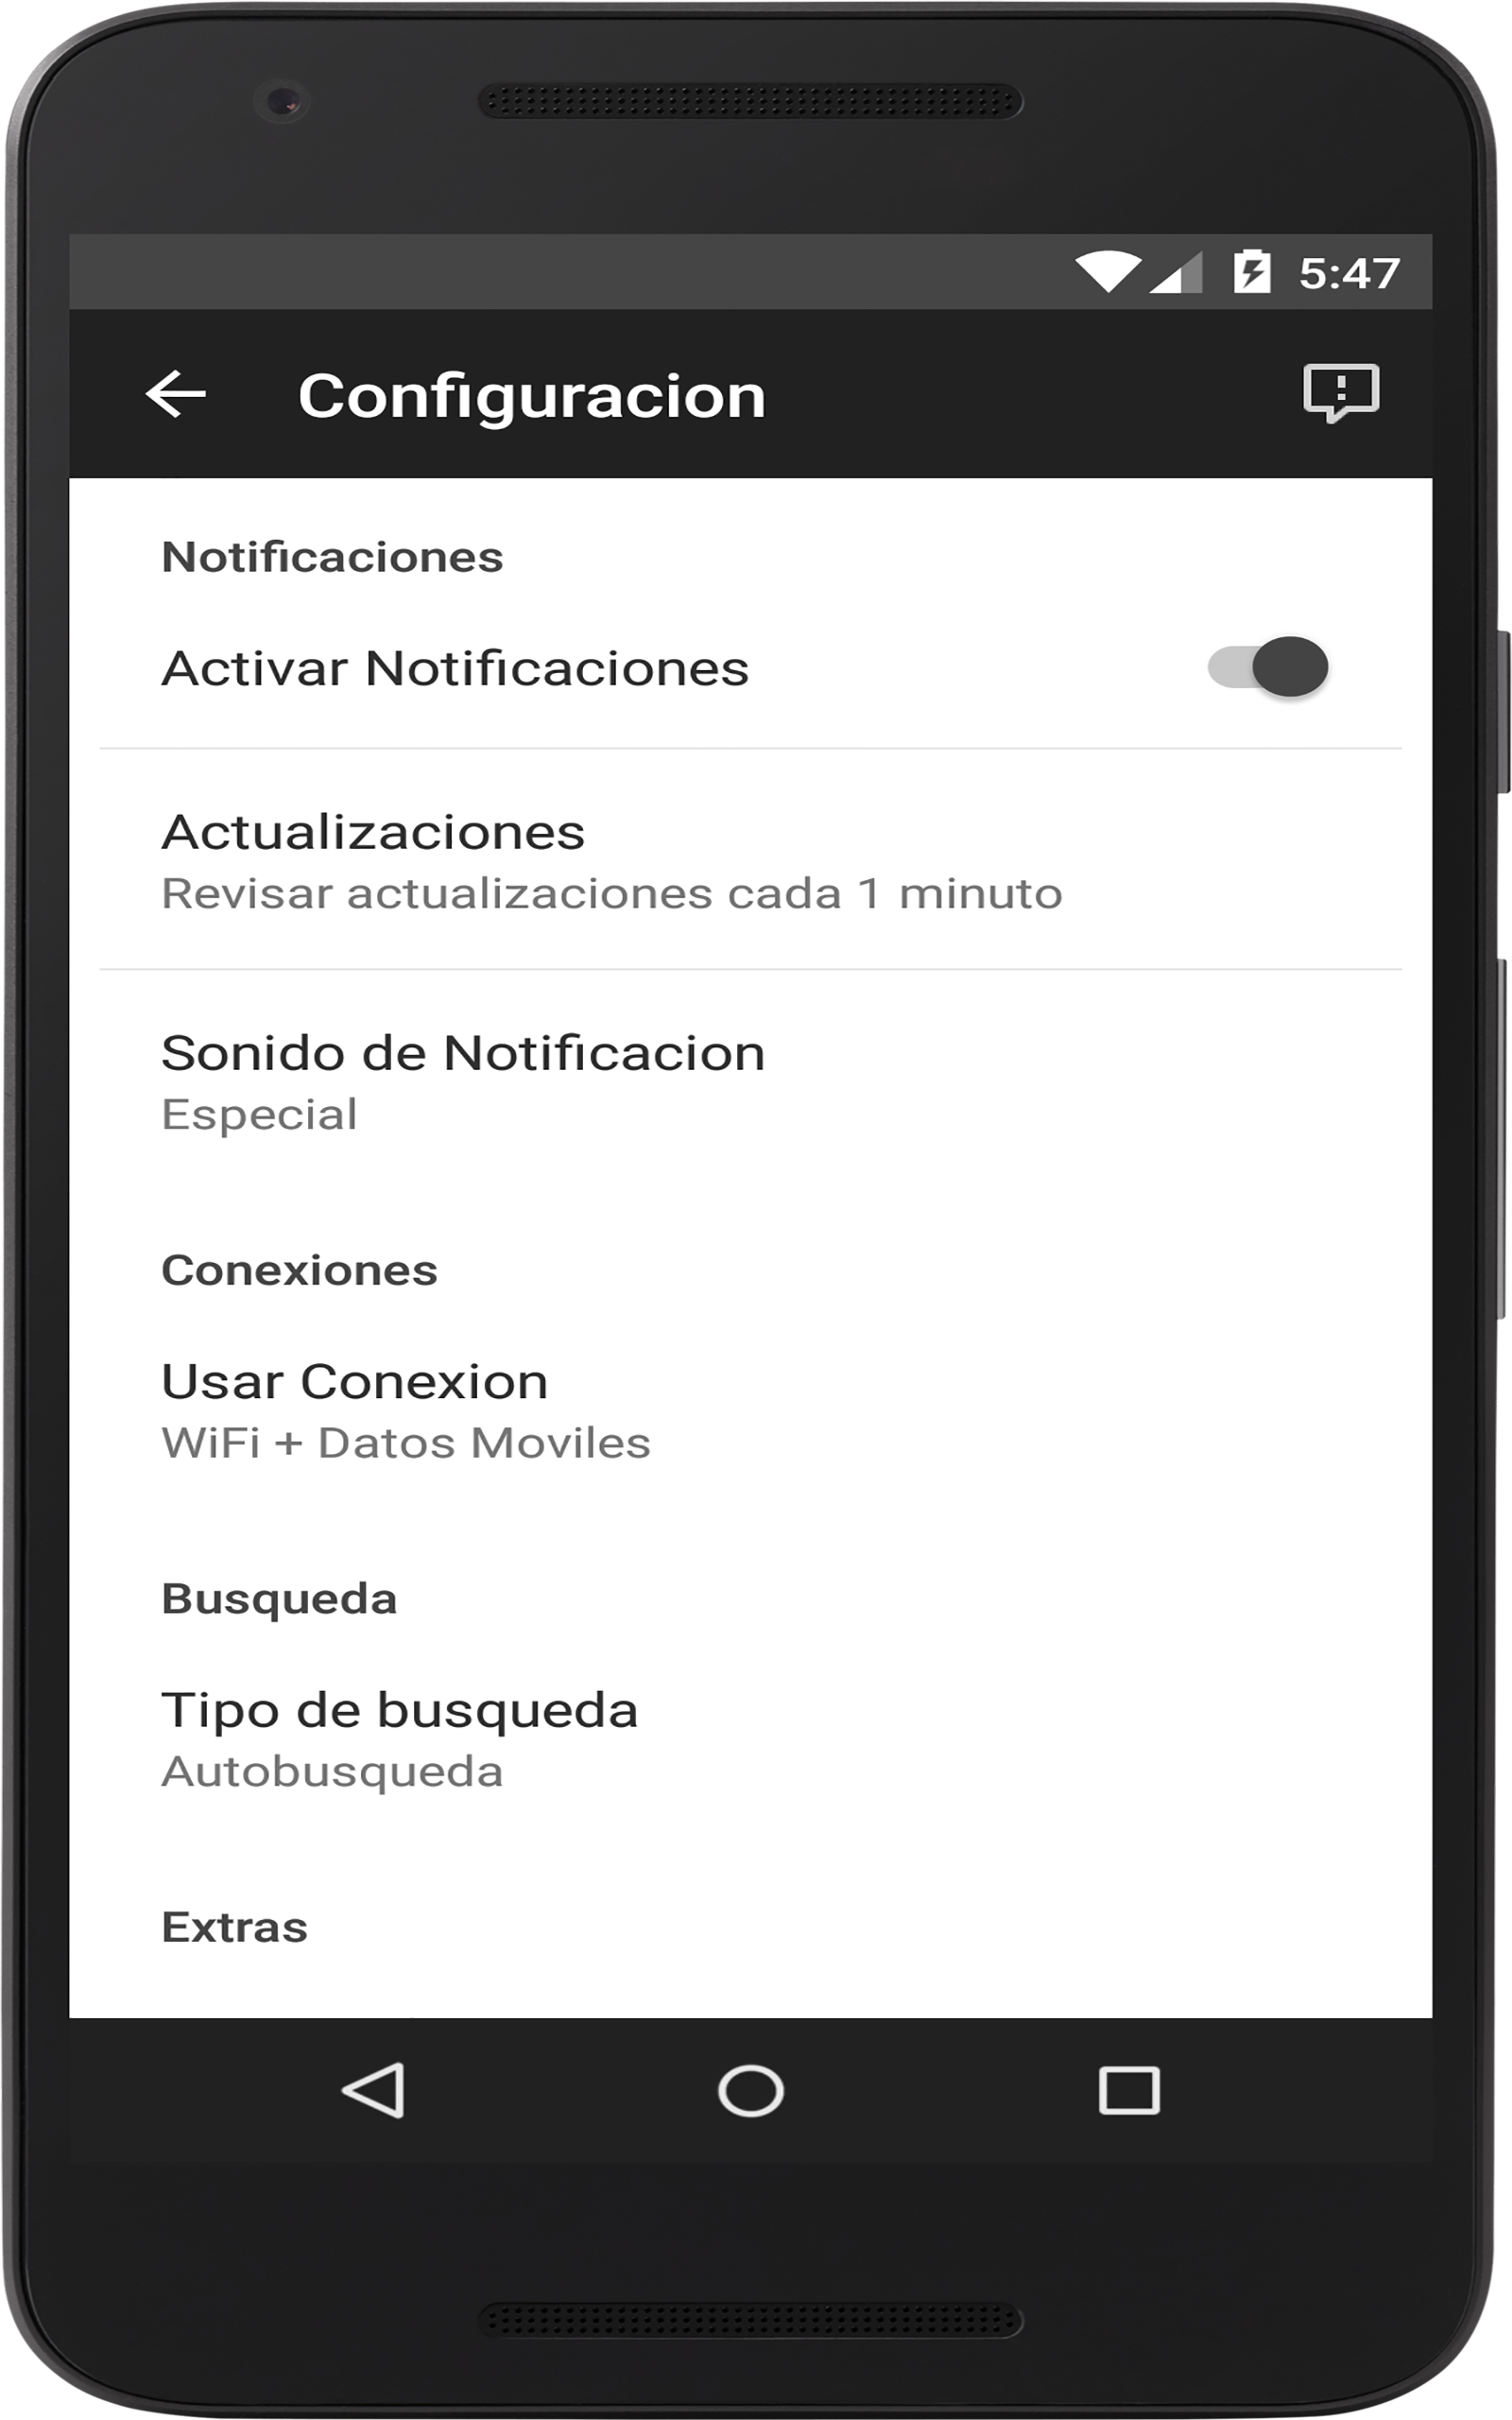 5:47
Configuracion
Notificaciones
Activar Notificaciones
Actualizaciones
Revisar actualizaciones cada 1 minuto
Sonido de Notificacion
Especial
Conexiones
Usar Conexion
WiFi + Datos Moviles
Busqueda
Tipo de busqueda
Autobusqueda
Extras